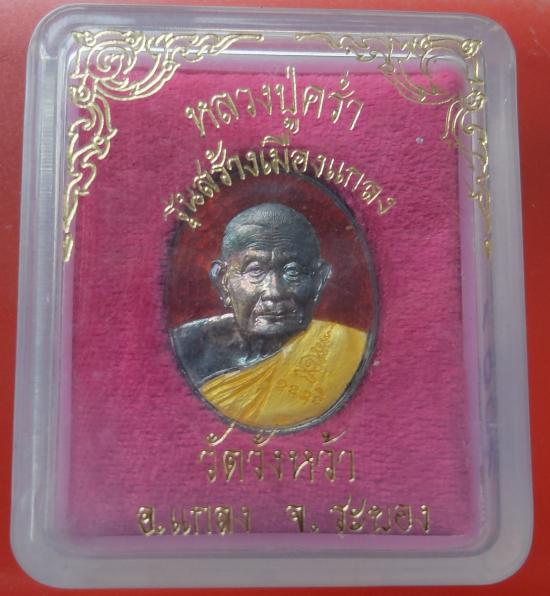 หลวงปู่คร่ำ
รุ่นสร้างเมืองแกลง
วัดวังหว้า
อ.แกลง จ.ระยอง